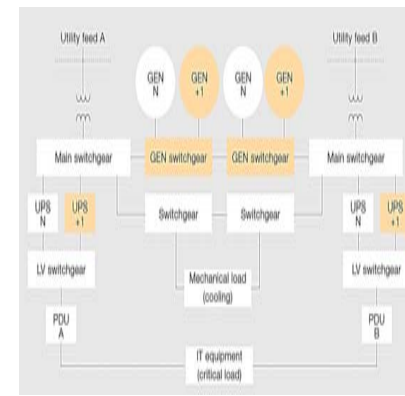 Utility feed A
Utility feed B
GEN
N
GEN
+1
GEN
N
GEN
+1
Main switchgear
GEN switchgear
GEN switchgear
Main switchgear
UPS
N
UPS
+1
Switchgear
Switchgear
UPS
N
UPS
+1
LV switchgear
LV switchgear
Mechanical load
(cooling)
PDU
A
PDU
B
IT equipment
(critical load)